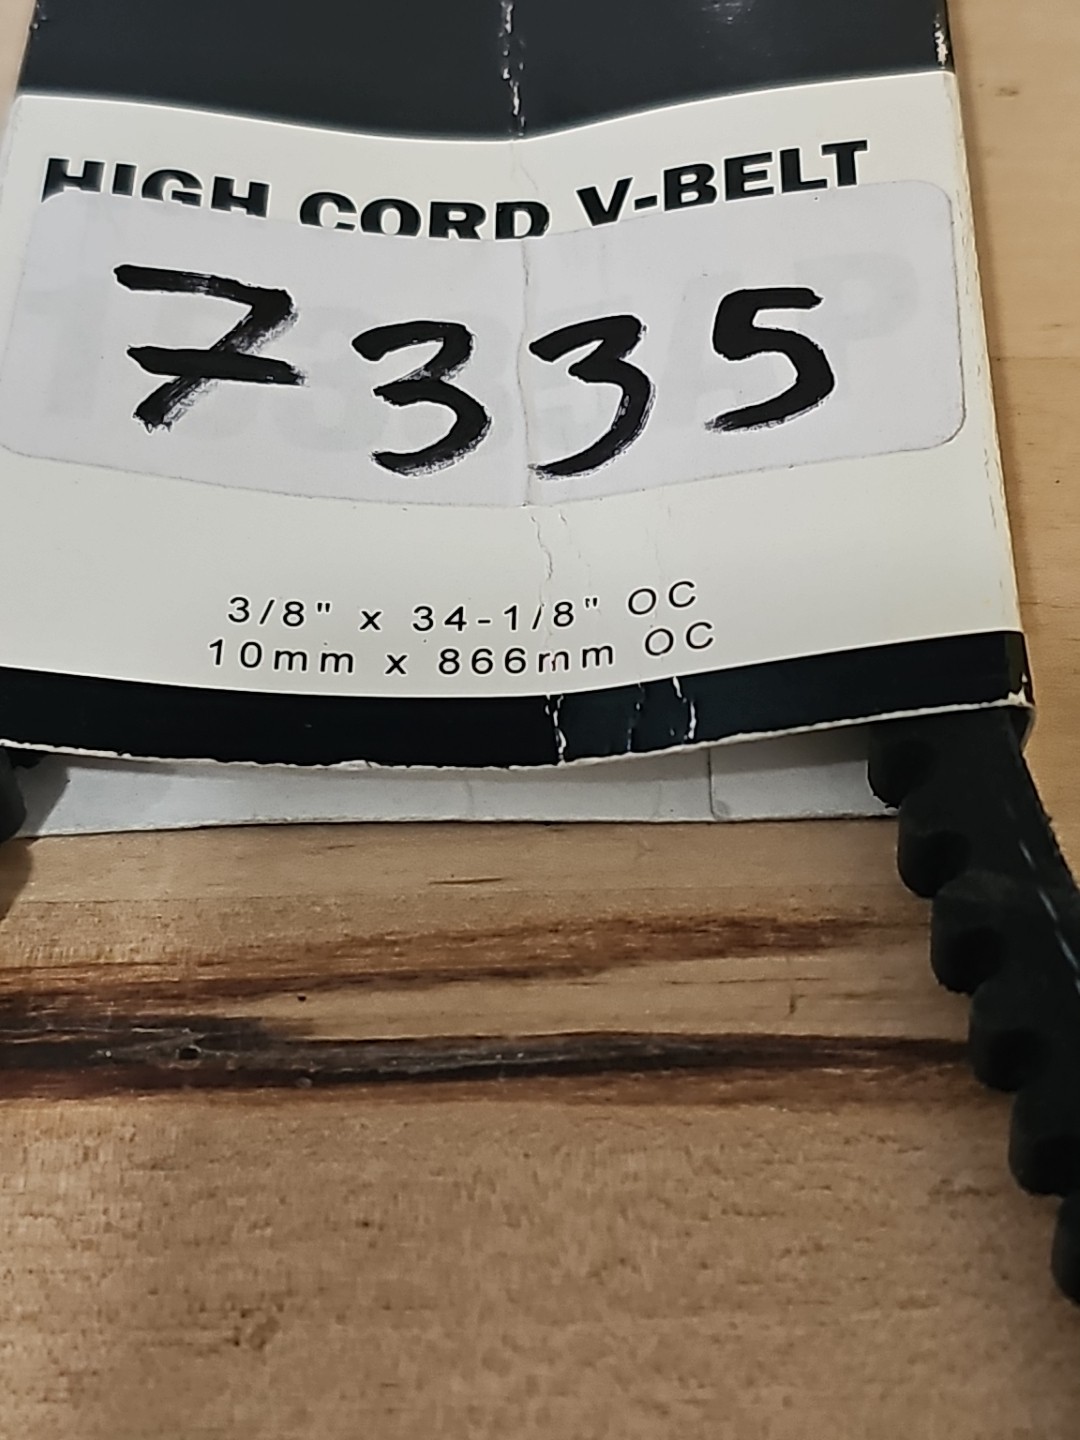 HIGH CORD V-BELT
7335
3/8" x 34-1/8" OC
10mm x 866mm OC